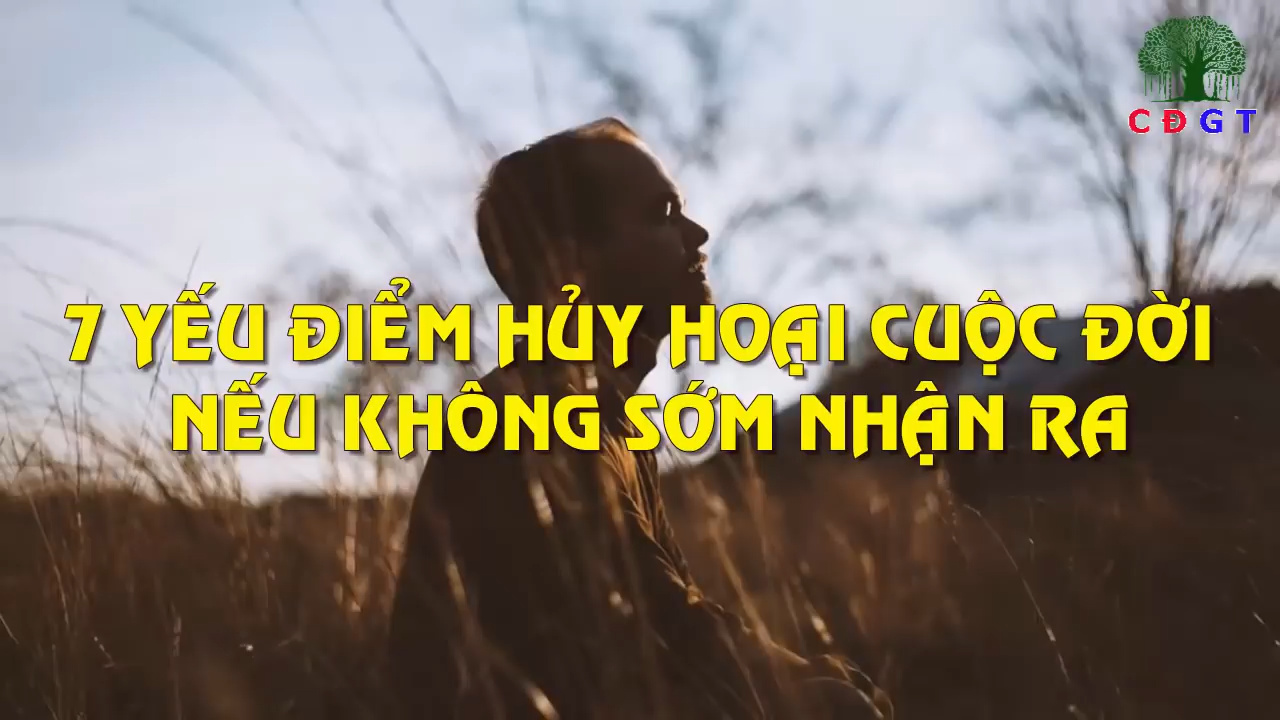 CĐGT
7 YẾU ĐIỂM HỦY HOẠI CUỘC ĐỜI
NẾU KHÔNG SỚM NHẬN RA